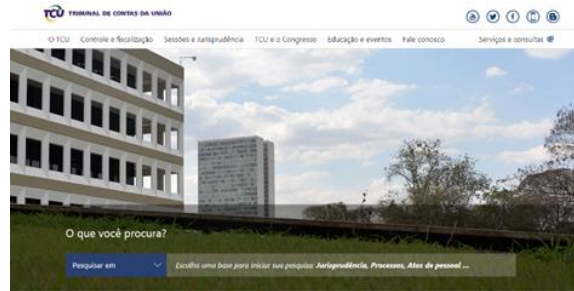 TCU TRIBUNAL DE CONTAS DA UNIÃO
O TCU Controle e fiscalização Sessões e Jurisprudência TCU e o Congresso Educação e eventos Fale conosco Serviços e consultas
O que você procura?
Pesquisar em Escolha uma base para iniciar sua pesquisa: Jurisprudência, Processos, Atas de pessoal ...